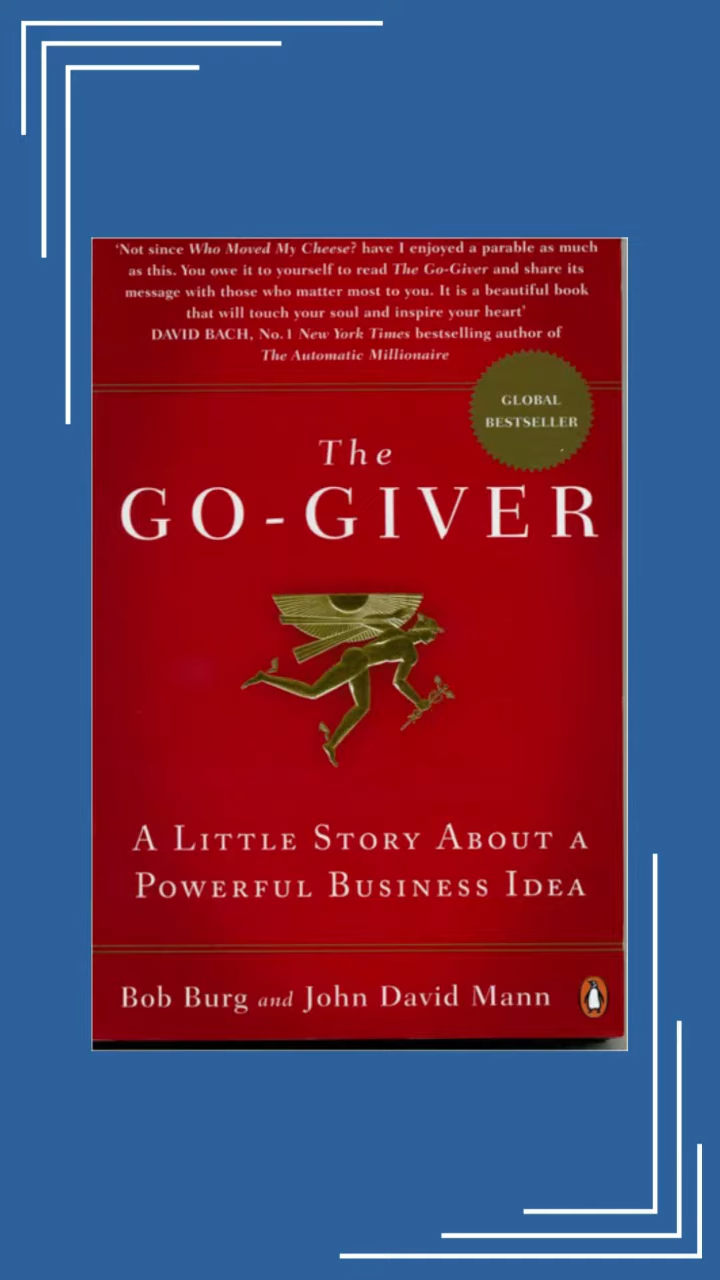 ‘Not since Who Moved My Cheese? have I enjoyed a parable as much
as this. You owe it to yourself to read The Go-Giver and share its
message with those who matter most to you. It is a beautiful book
that will touch your soul and inspire your heart’
DAVID BACH, No.1 New York Times bestselling author of
The Automatic Millionaire
GLOBAL
BESTSELLER
The
GO-GIVER
A LITTLE STORY ABOUT A
POWERFUL BUSINESS IDEA
Bob Burg and John David Mann